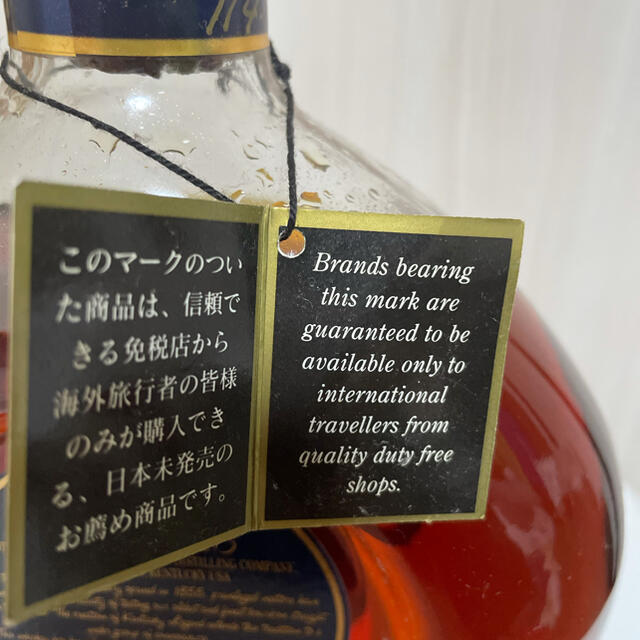 114
このマークのつい
た商品は、信頼で
きる免税店から
海外旅行者の皆様
のみが購入でき
る、日本未発売の
お薦め商品です。
Brands bearing
this mark are
guaranteed to be
available only to
international
travellers from
quality duty free
shops.
DISTILLING COMPANY
KENTUCKY USA